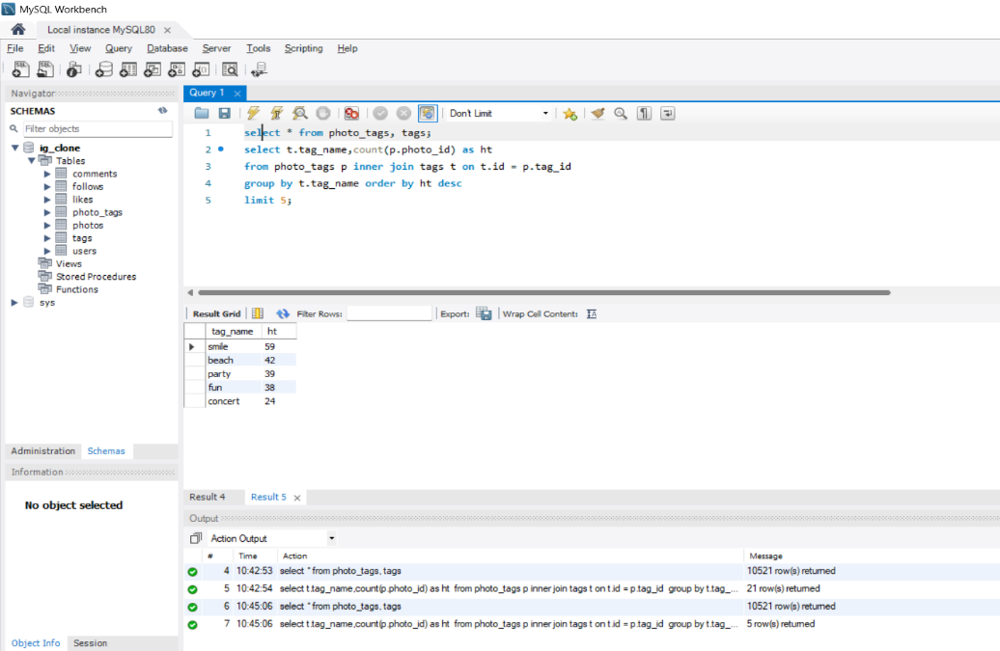 MySQL Workbench
Local instance MySQL80 ×
File Edit View Query Database Server Tools Scripting Help
Navigator
SCHEMAS
Filter objects
ig_clone
Tables
comments
follows
likes
photo_tags
photos
tags
users
Views
Stored Procedures
Functions
sys
Administration Schemas
Information
No object selected
Object Info Session
Query 1 ×
Don't Limit
1 select * from photo_tags, tags;
2 select t.tag_name,count(p.photo_id) as ht
3 from photo_tags p inner join tags t on t.id = p.tag_id
4 group by t.tag_name order by ht desc
5 limit 5;
Result Grid Filter Rows: Export: Wrap Cell Content:
tag_name ht
smile 59
beach 42
party 39
fun 38
concert 24
Result 4 Result 5 ×
Output
Action Output
# Time Action Message
4 10:42:53 select * from photo_tags, tags 10521 row(s) returned
5 10:42:54 select t.tag_name,count(p.photo_id) as ht from photo_tags p inner join tags t on t.id = p.tag_id group by t.tag_... 21 row(s) returned
6 10:45:06 select * from photo_tags, tags 10521 row(s) returned
7 10:45:06 select t.tag_name,count(p.photo_id) as ht from photo_tags p inner join tags t on t.id = p.tag_id group by t.tag_... 5 row(s) returned